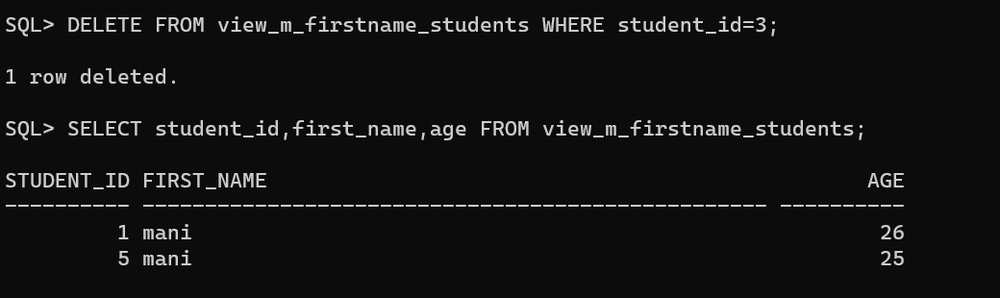 SQL> DELETE FROM view_m_firstname_students WHERE student_id=3;
1 row deleted.
SQL> SELECT student_id,first_name,age FROM view_m_firstname_students;
STUDENT_ID FIRST_NAME                                                AGE
---------- -------------------------------------------------- ----------
         1 mani                                                       26
         5 mani                                                       25